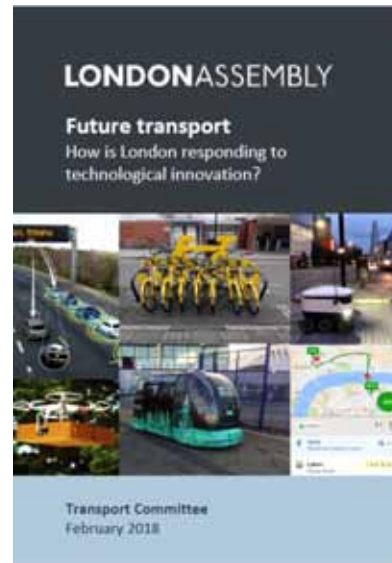 LONDONASSEMBLY
Future transport
How is London responding to
technological innovation?
Transport Committee
February 2018